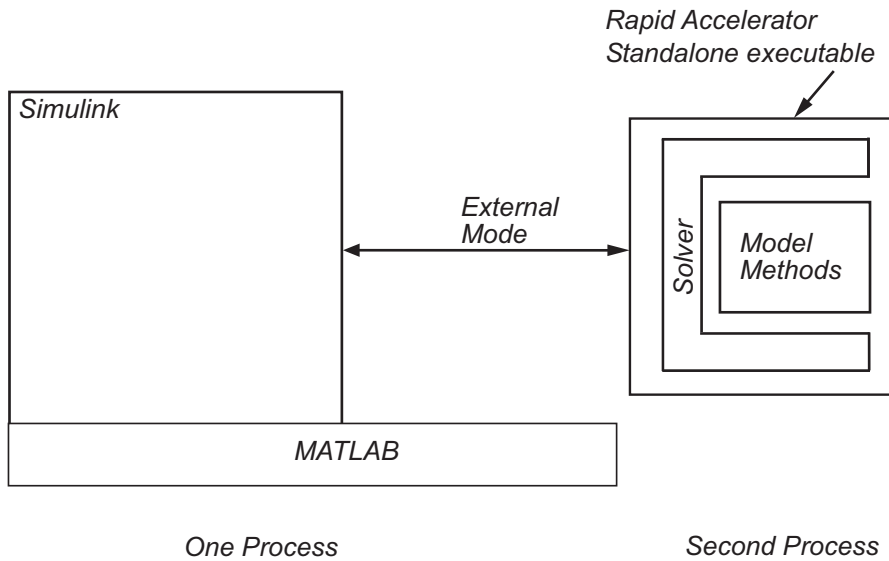 Rapid Accelerator
Standalone executable
Simulink
External
Mode
Solver
Model
Methods
MATLAB
One Process
Second Process